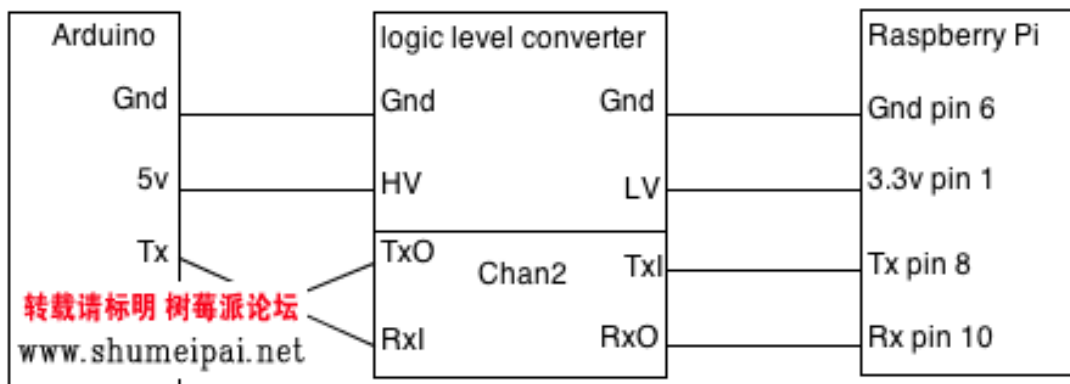 Arduino
Gnd
5v
Tx
logic level converter
Gnd Gnd
HV LV
TxO Chan2 TxI
RxI RxO
Raspberry Pi
Gnd pin 6
3.3v pin 1
Tx pin 8
Rx pin 10
转载请标明 树莓派论坛
www.shumeipai.net